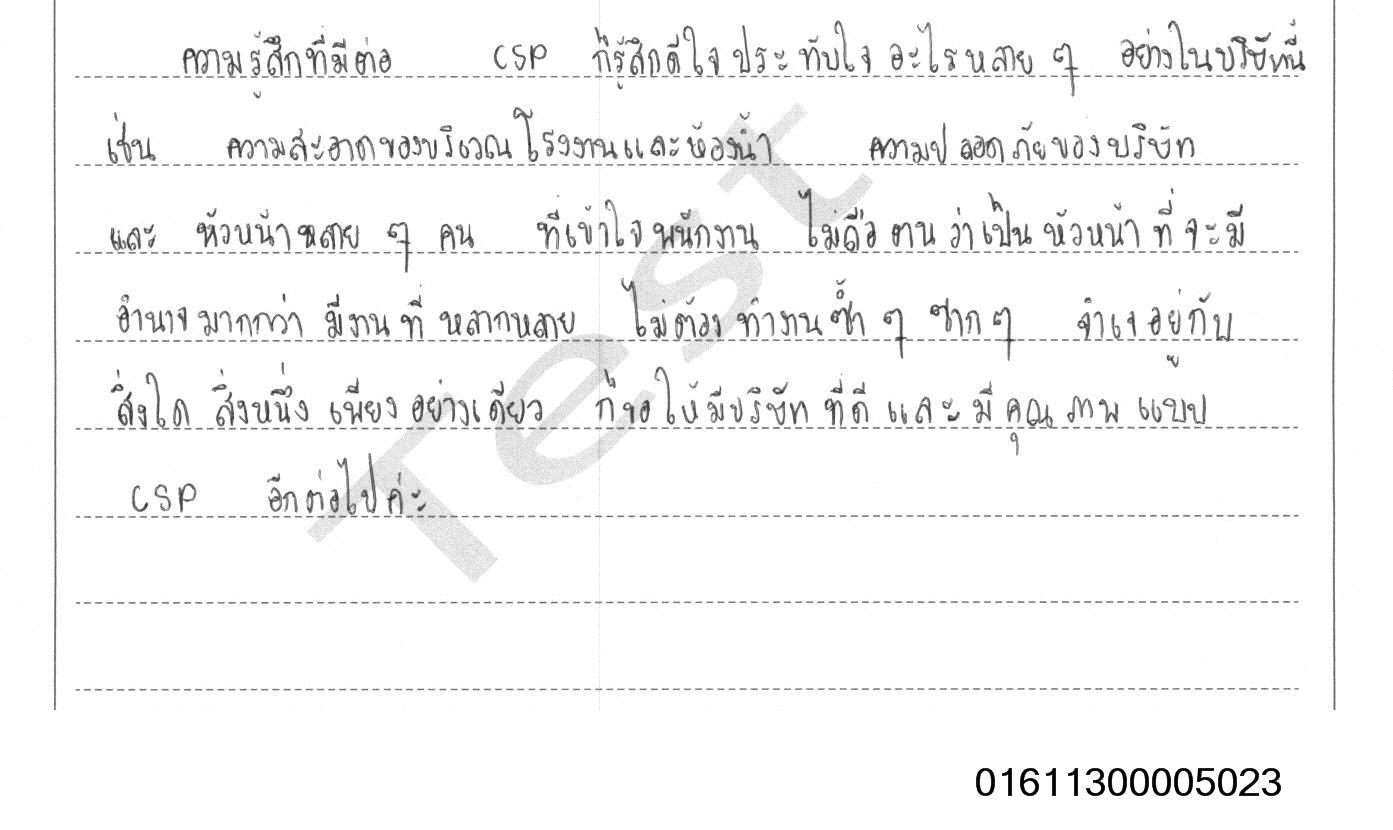 ความรู้สึกที่มีต่อ CSP ก็รู้สึกดีใจ ประทับใจ อะไรหลาย ๆ อย่างในบริษัทนี้
เช่น ความสะอาดของบริเวณโรงงานและห้องน้ำ ความปลอดภัยของบริษัท
และ หัวหน้าหลาย ๆ คน ที่เข้าใจพนักงาน ไม่ถือตนว่าเป็นหัวหน้าที่จะมี
อำนาจมากกว่า มีงานที่หลากหลาย ไม่ต้องทำงานซ้ำ ๆ ซากๆ จำเจอยู่กับ
สิ่งใด สิ่งหนึ่ง เพียงอย่างเดียว ก็ขอให้มีบริษัทที่ดีและมีคุณภาพแบบ
CSP อีกต่อไปค่ะ
Test
01611300005023